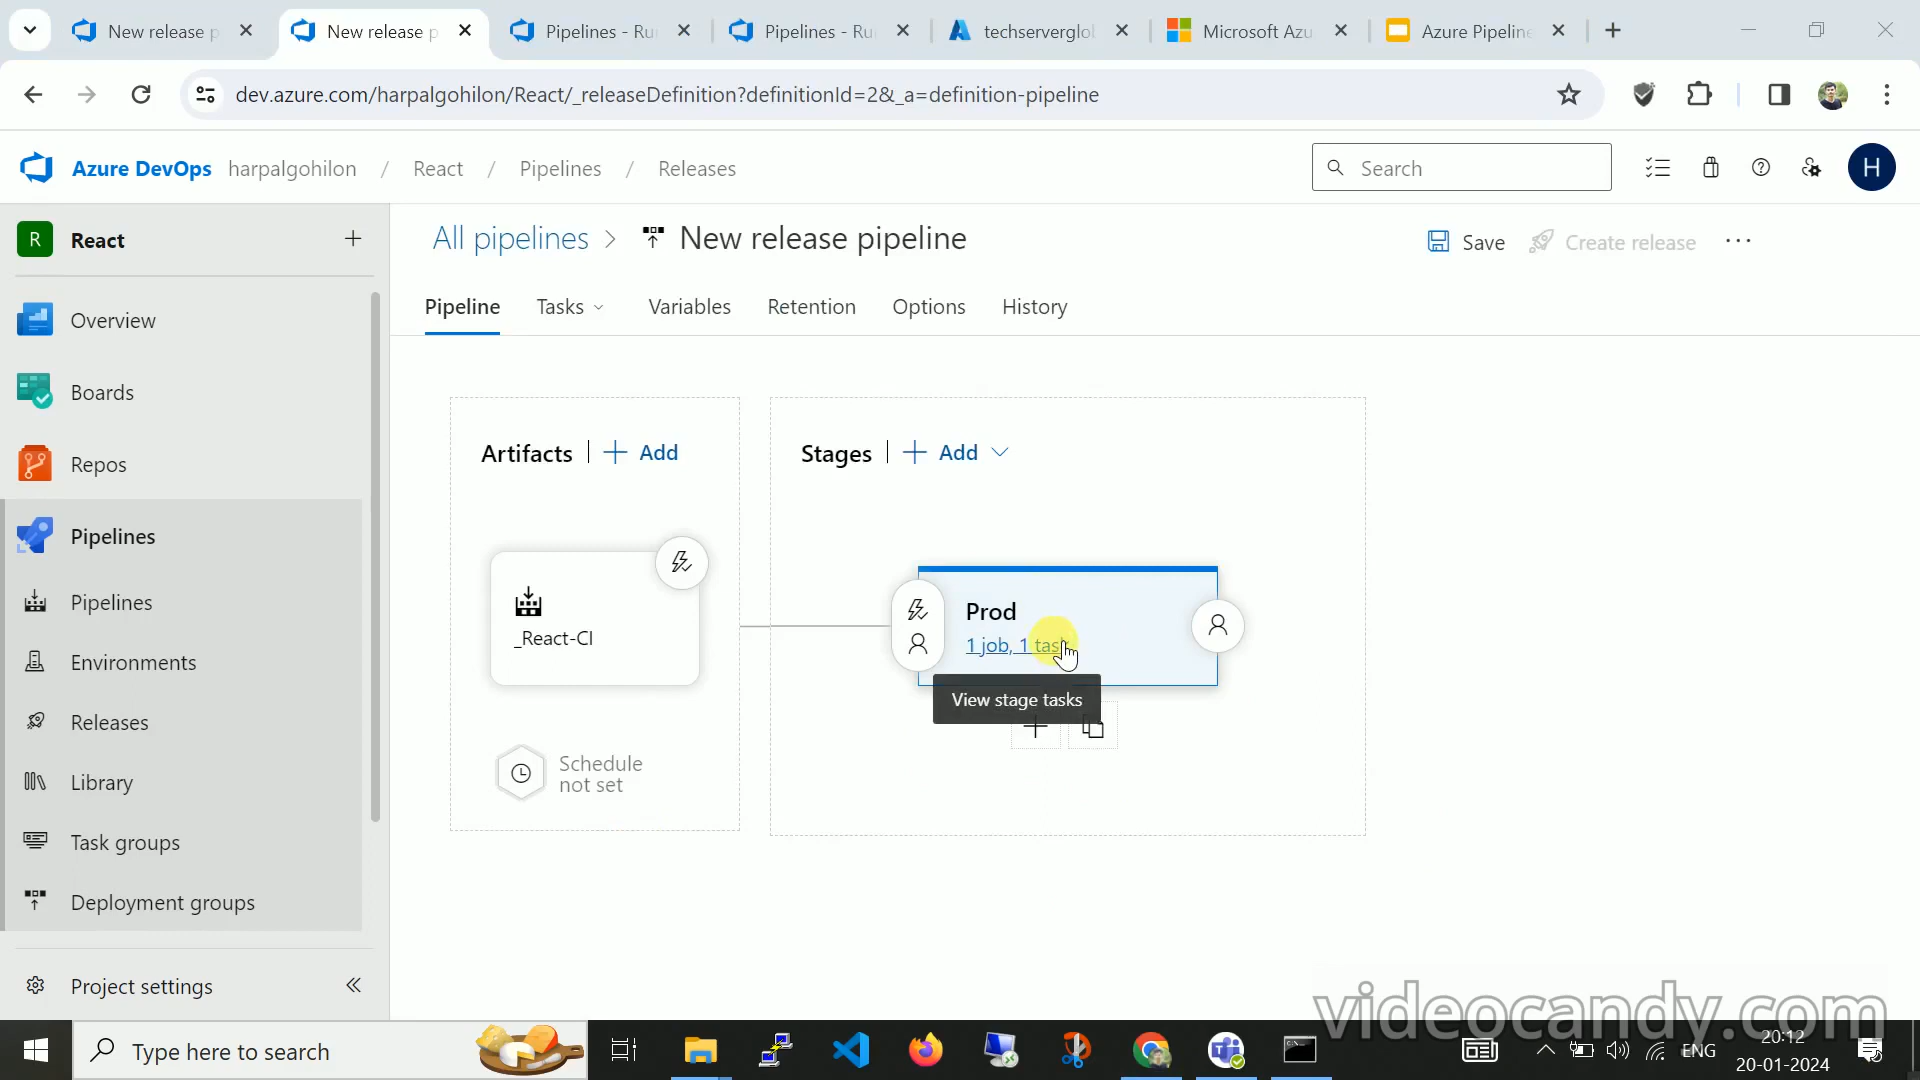 New release p
New release p
Pipelines - Ru
Pipelines - Ru
techserverglob
Microsoft Azu
Azure Pipeline
dev.azure.com/harpalgohilon/React/_releaseDefinition?definitionId=2&_a=definition-pipeline
Azure DevOps harpalgohilon / React / Pipelines / Releases
Search
H
R React
All pipelines > New release pipeline
Save
Create release
Pipeline Tasks Variables Retention Options History
Overview
Boards
Repos
Pipelines
Pipelines
Environments
Releases
Library
Task groups
Deployment groups
Project settings
Artifacts | + Add
Stages | + Add
_React-CI
Schedule
not set
Prod
1 job, 1 task
View stage tasks
videocandy.com
Type here to search
ENG
20:12
20-01-2024